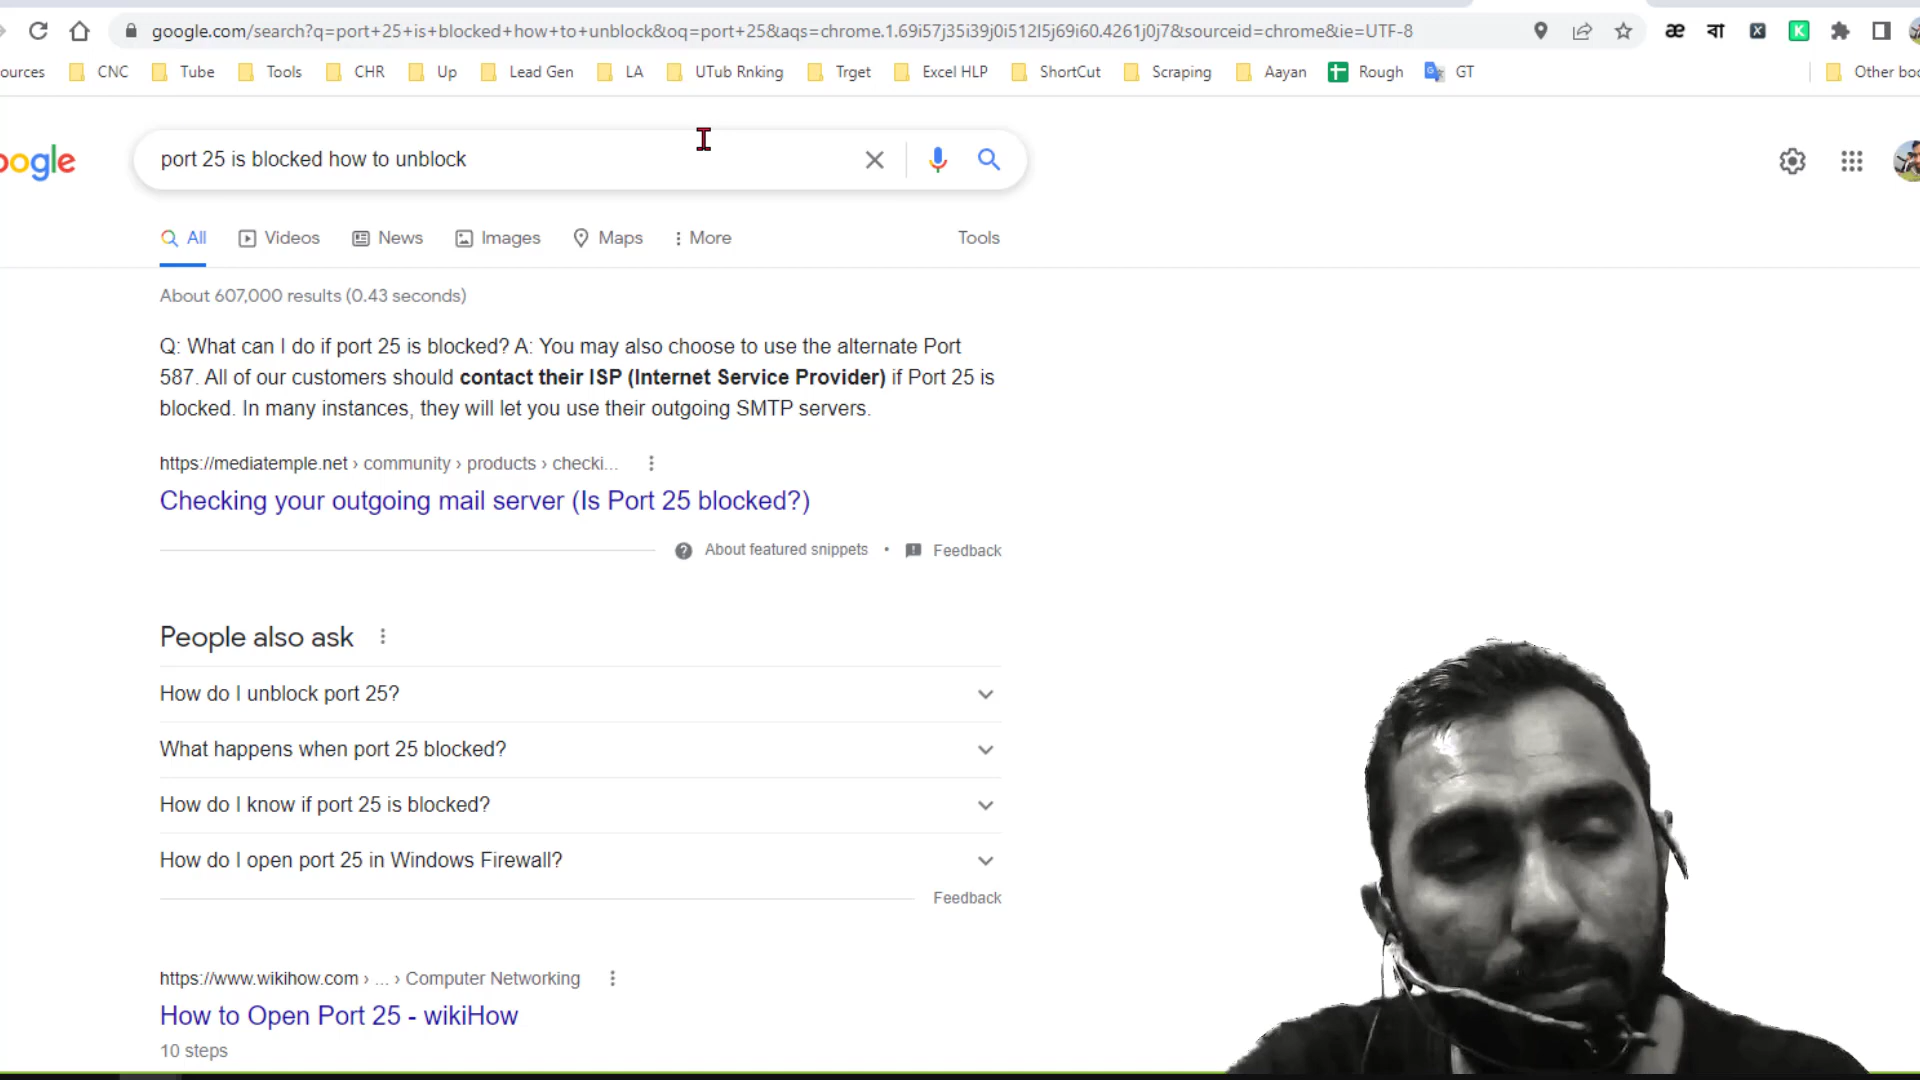 google.com/search?q=port+25+is+blocked+how+to+unblock&oq=port+25&aqs=chrome.1.69i57j35i39j0i512l5j69i60.4261j0j7&sourceid=chrome&ie=UTF-8
ources CNC Tube Tools CHR Up Lead Gen LA UTub Rnking Trget Excel HLP ShortCut Scraping Aayan Rough GT Other boo
oogle port 25 is blocked how to unblock
All Videos News Images Maps More Tools
About 607,000 results (0.43 seconds)
Q: What can I do if port 25 is blocked? A: You may also choose to use the alternate Port
587. All of our customers should contact their ISP (Internet Service Provider) if Port 25 is
blocked. In many instances, they will let you use their outgoing SMTP servers.
https://mediatemple.net › community › products › checki...
Checking your outgoing mail server (Is Port 25 blocked?)
About featured snippets • Feedback
People also ask
How do I unblock port 25?
What happens when port 25 blocked?
How do I know if port 25 is blocked?
How do I open port 25 in Windows Firewall?
Feedback
https://www.wikihow.com › ... › Computer Networking
How to Open Port 25 - wikiHow
10 steps